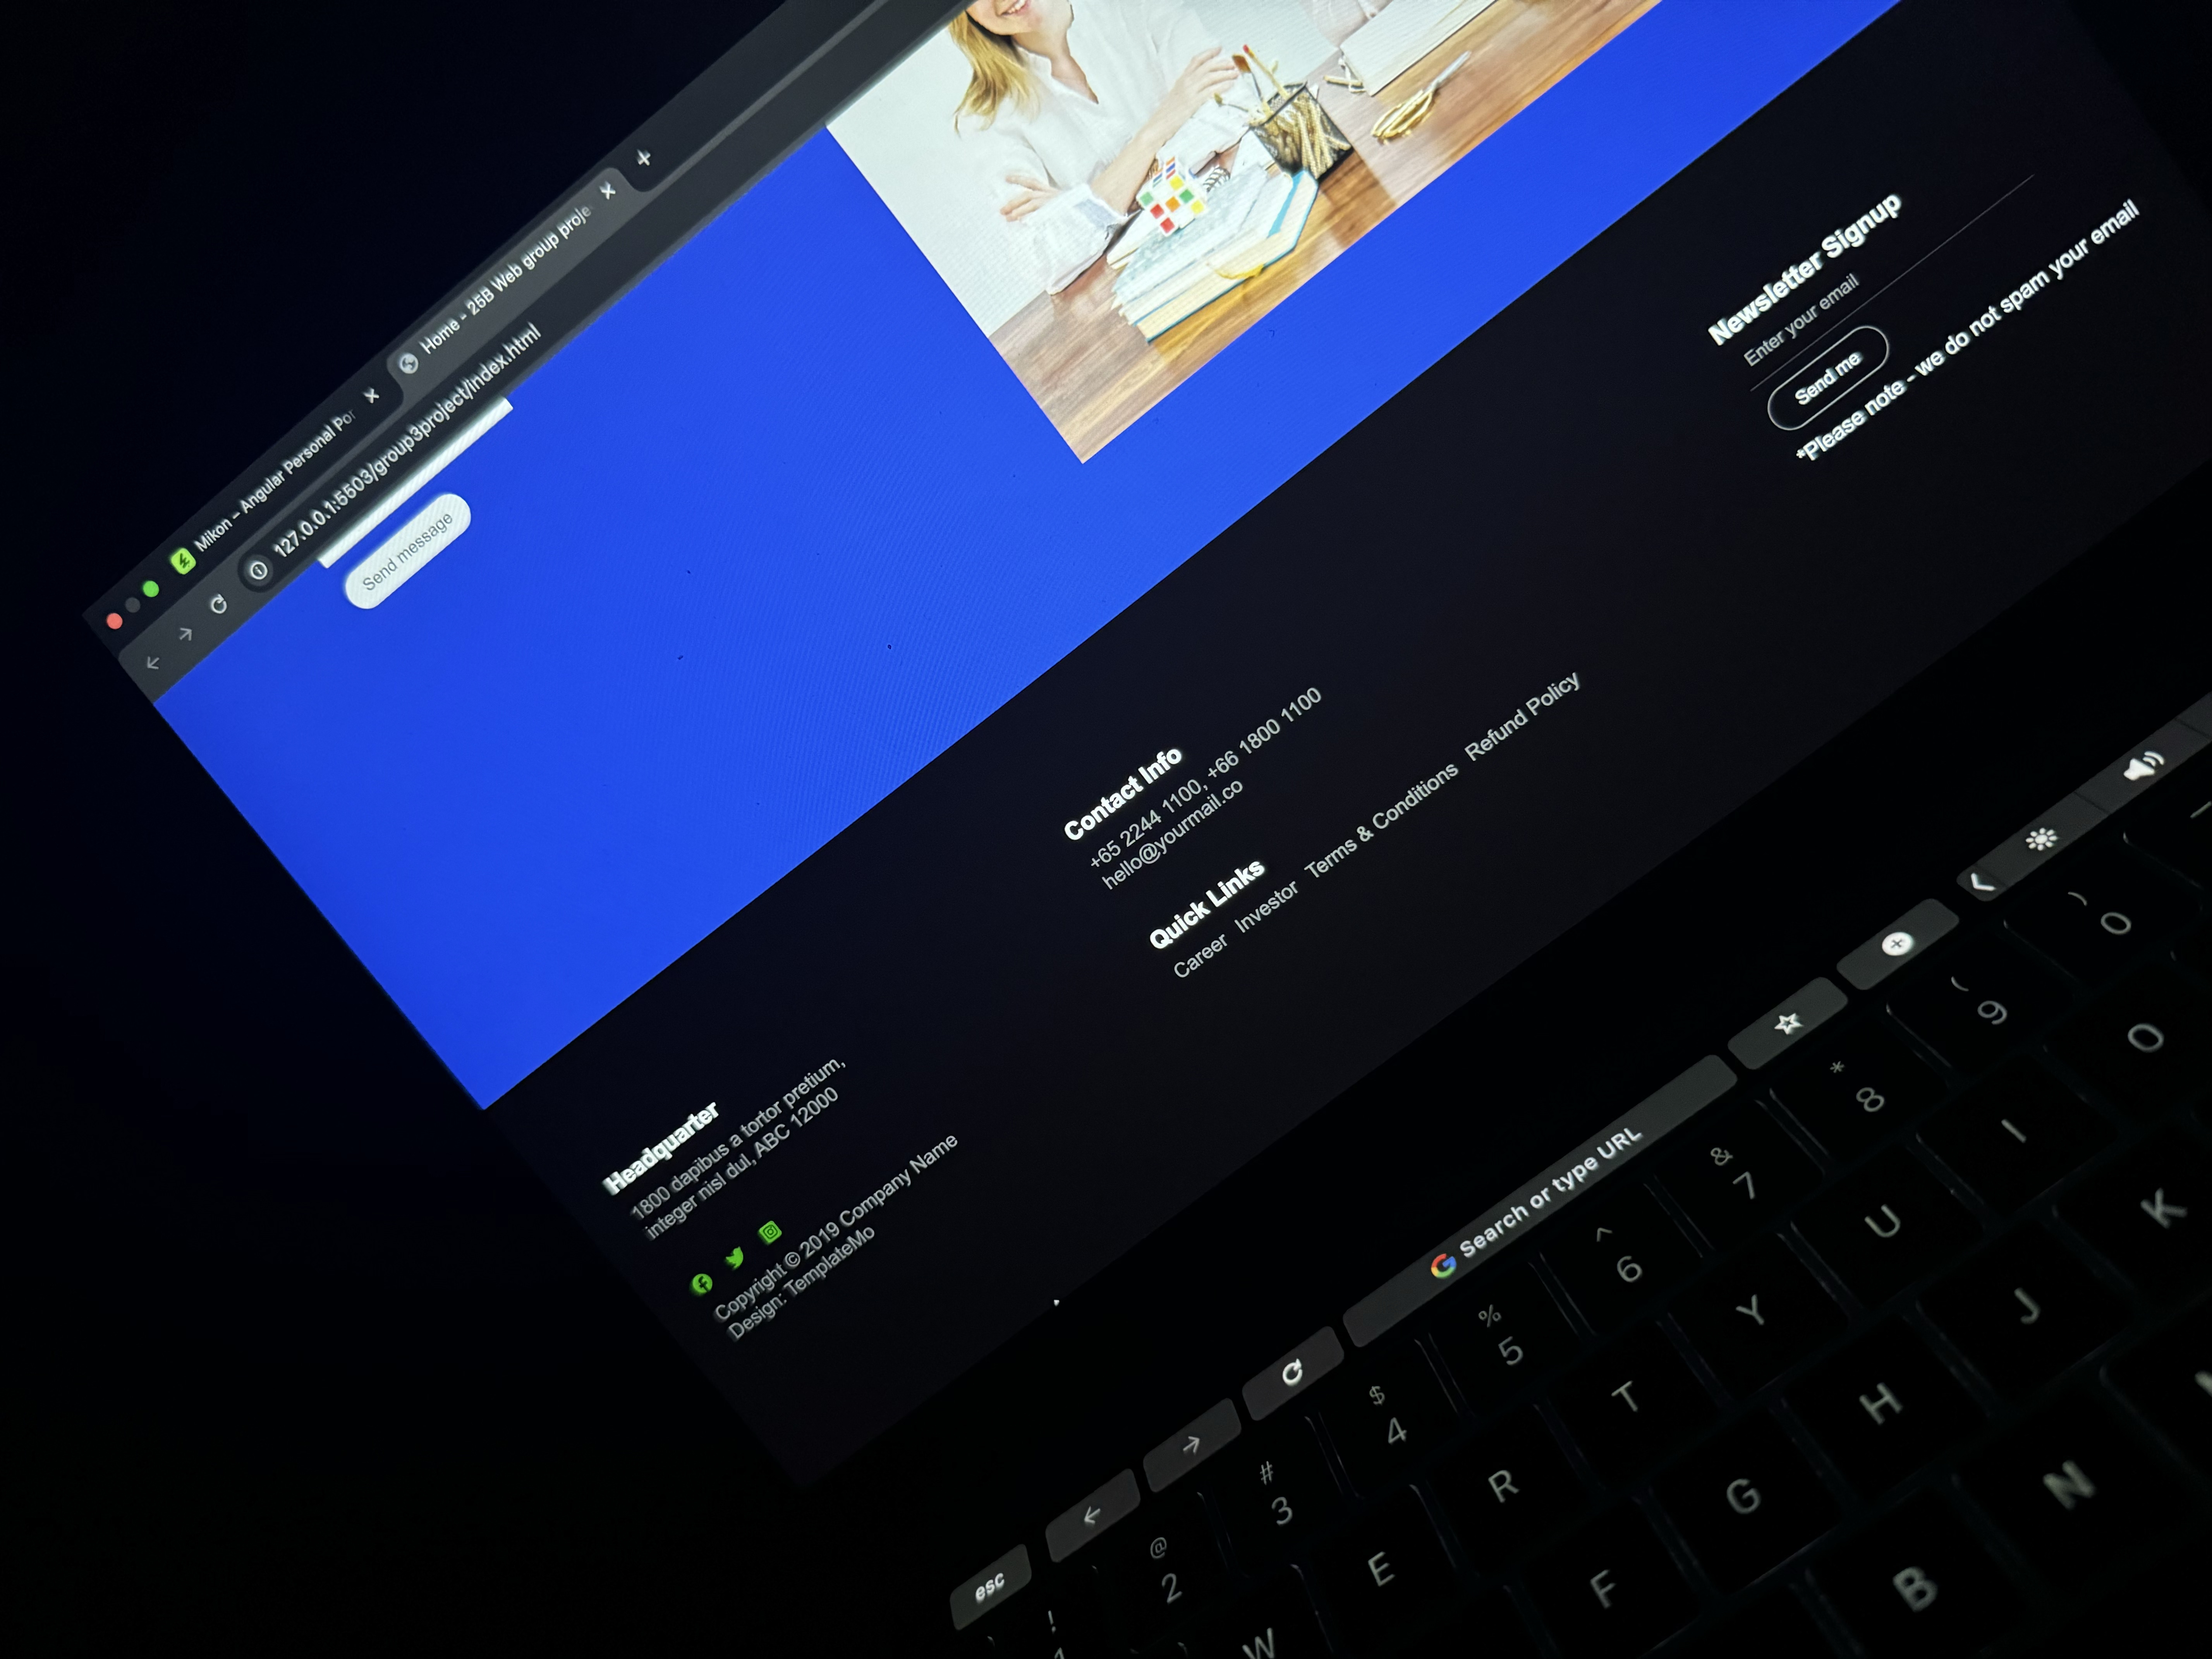 Mikon – Angular Personal Por
Home - 25B Web group proje
127.0.0.1:5503/group3project/index.html
Send message
Headquarter
1800 dapibus a tortor pretium,
integer nisl dul, ABC 12000
Copyright © 2019 Company Name
Design: TemplateMo
Contact Info
+65 2244 1100, +66 1800 1100
hello@yourmail.co
Quick Links
Career Investor Terms & Conditions Refund Policy
Newsletter Signup
Enter your email
Send me
*Please note - we do not spam your email
esc
Search or type URL
! @ # $ % ^ & * ( )
1 2 3 4 5 6 7 8 9 0
W E R T Y U I O
F G H J K
B N